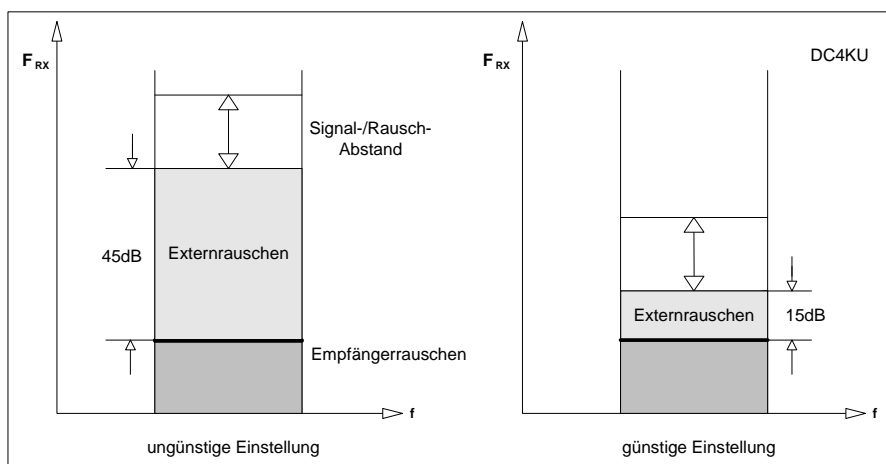 F RX
Signal-/Rausch-
Abstand
45dB
Externrauschen
Empfängerrauschen
f
ungünstige Einstellung
F RX
DC4KU
Externrauschen
15dB
f
günstige Einstellung